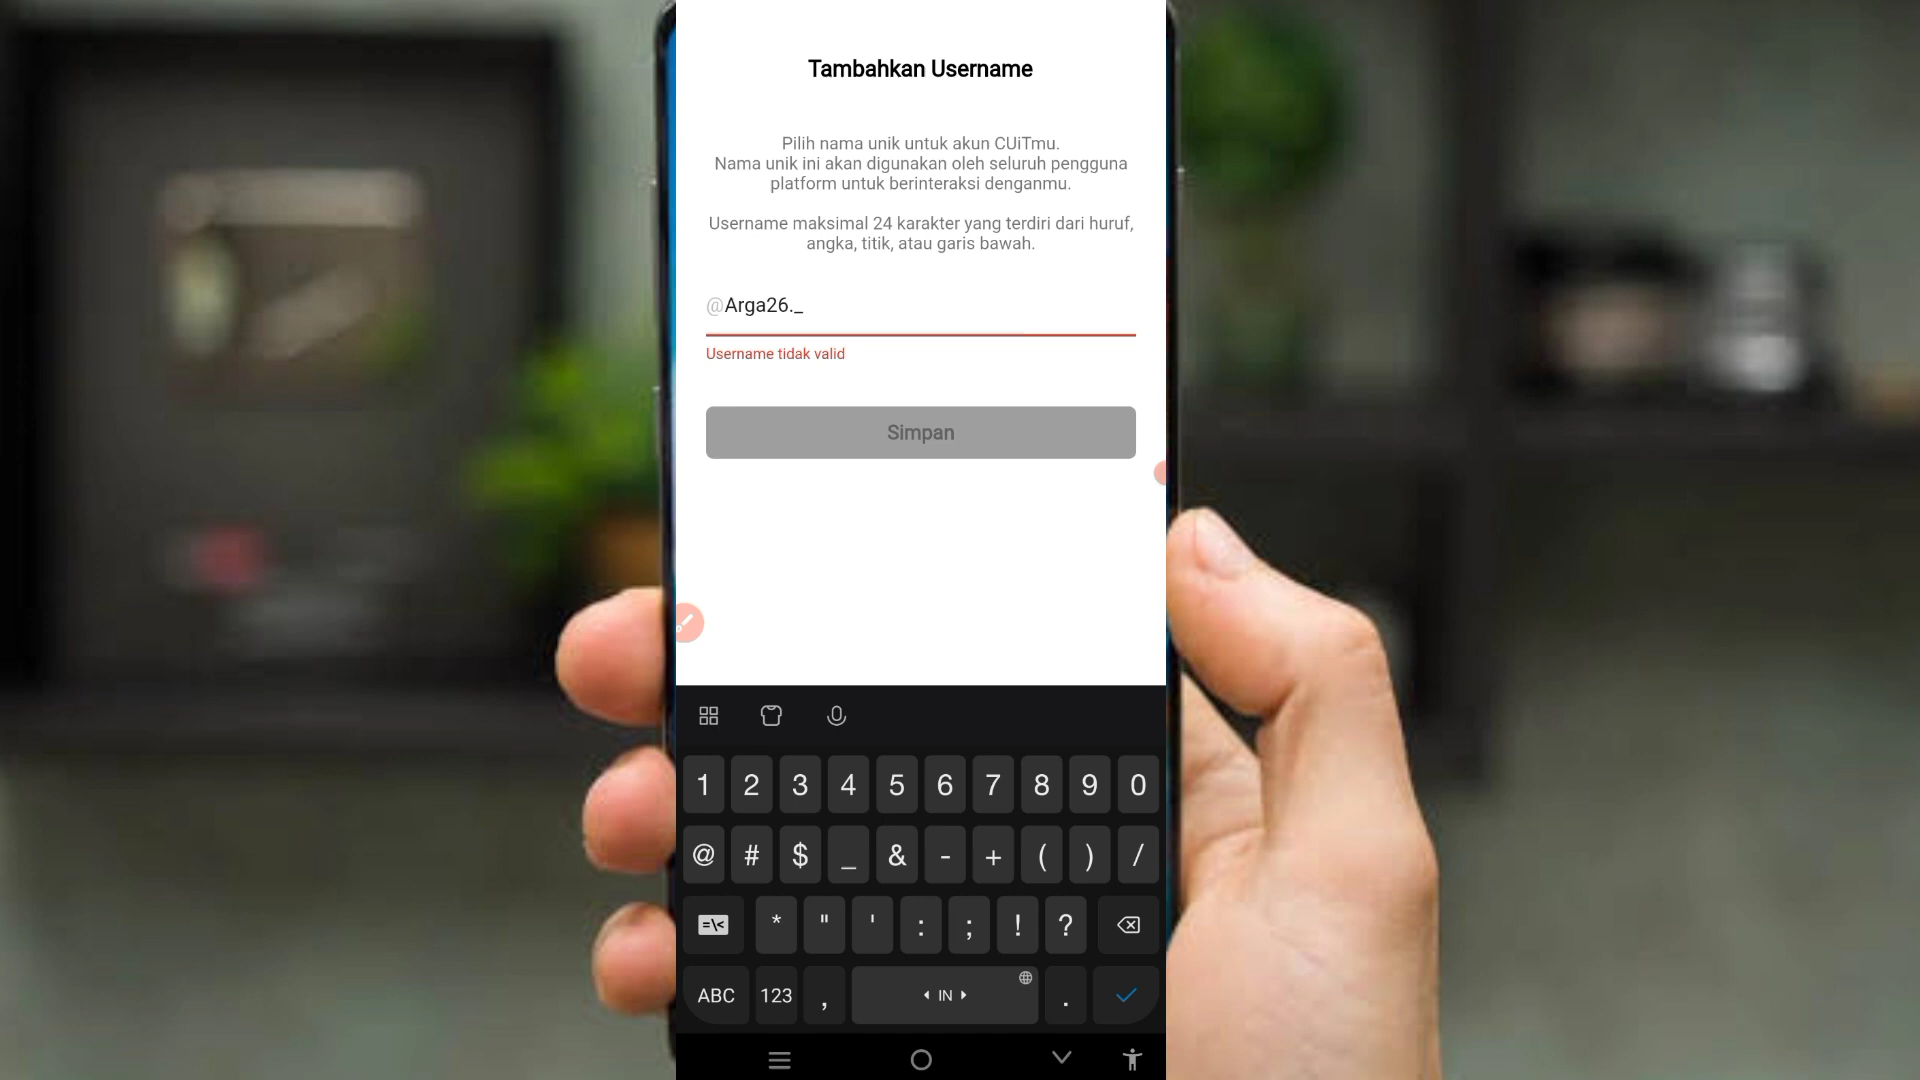 Tambahkan Username
Pilih nama unik untuk akun CUiTmu.
Nama unik ini akan digunakan oleh seluruh pengguna
platform untuk berinteraksi denganmu.
Username maksimal 24 karakter yang terdiri dari huruf,
angka, titik, atau garis bawah.
@Arga26._
Username tidak valid
Simpan
1 2 3 4 5 6 7 8 9 0
@ # $ _ & - + ( ) /
=\< * " ' : ; ! ?
ABC 123 , IN .